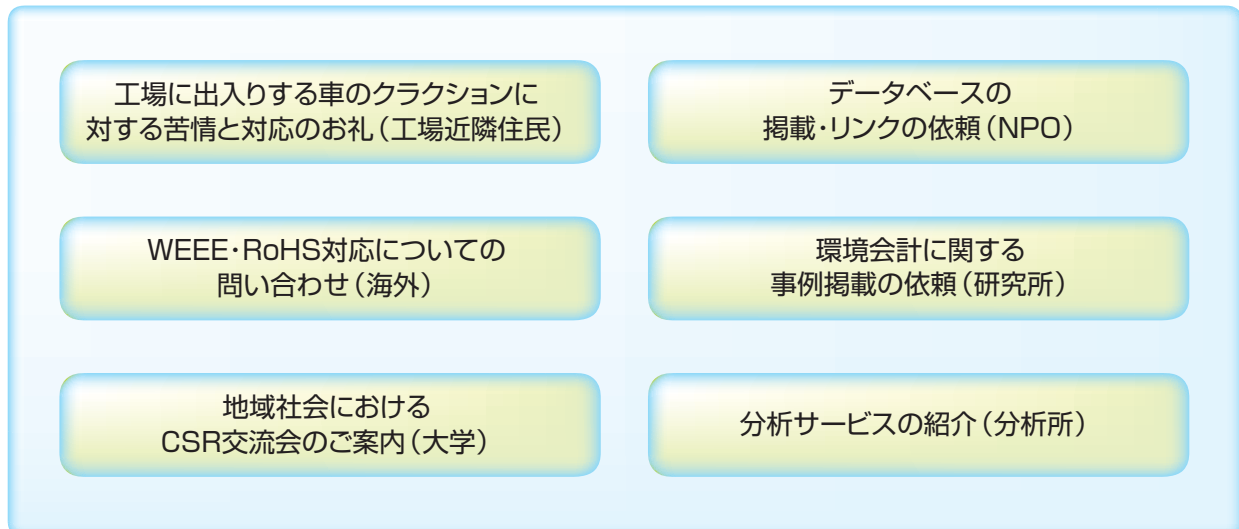 工場に出入りする車のクラクションに
対する苦情と対応のお礼（工場近隣住民）
データベースの
掲載・リンクの依頼（NPO）
WEEE・RoHS対応についての
問い合わせ（海外）
環境会計に関する
事例掲載の依頼（研究所）
地域社会における
CSR交流会のご案内（大学）
分析サービスの紹介（分析所）